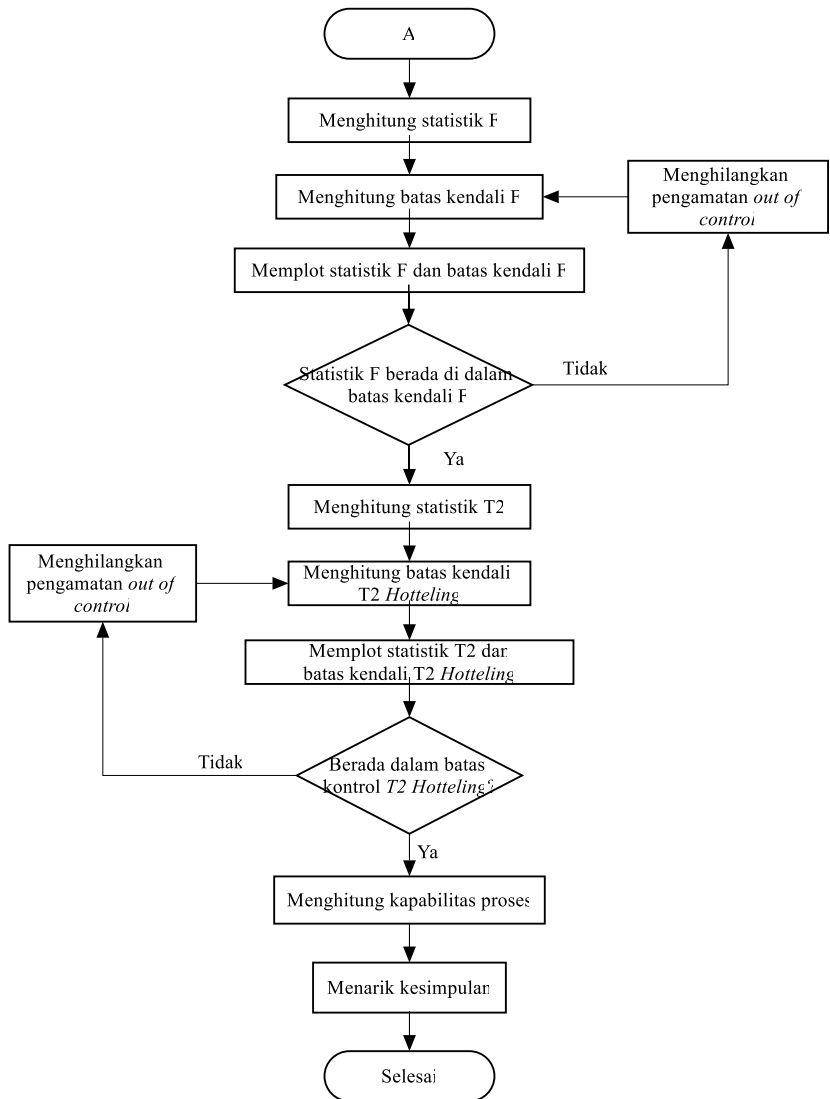 A
Menghitung statistik F
Menghitung batas kendali F
Menghilangkan
pengamatan out of
control
Memplot statistik F dan batas kendali F
Statistik F berada di dalam
batas kendali F
Tidak
Ya
Menghitung statistik T2
Menghitung batas kendali
T2 Hotteling
Menghilangkan
pengamatan out of
control
Memplot statistik T2 dan
batas kendali T2 Hotteling
Berada dalam batas
kontrol T2 Hotteling?
Tidak
Ya
Menghitung kapabilitas proses
Menarik kesimpulan
Selesai